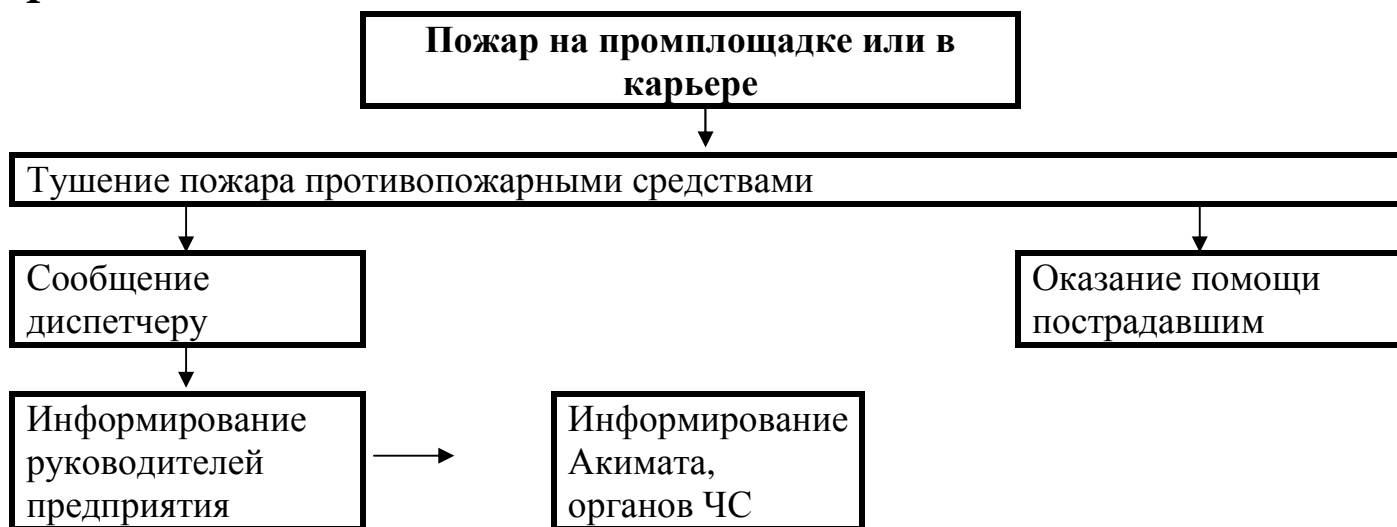 Пожар на промплощадке или в
карьере
Тушение пожара противопожарными средствами
Сообщение
диспетчеру
Оказание помощи
пострадавшим
Информирование
руководителей
предприятия
Информирование
Акимата,
органов ЧС